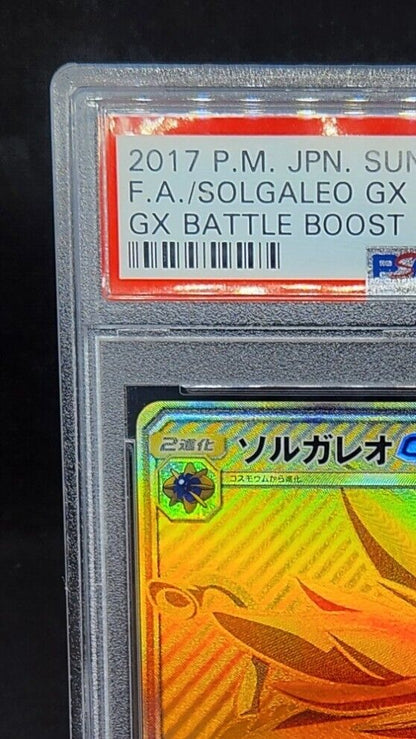 2017 P.M. JPN. SUN
F.A./SOLGALEO GX
GX BATTLE BOOST
PSA
2進化
ソルガレオ
コスモウムから進化